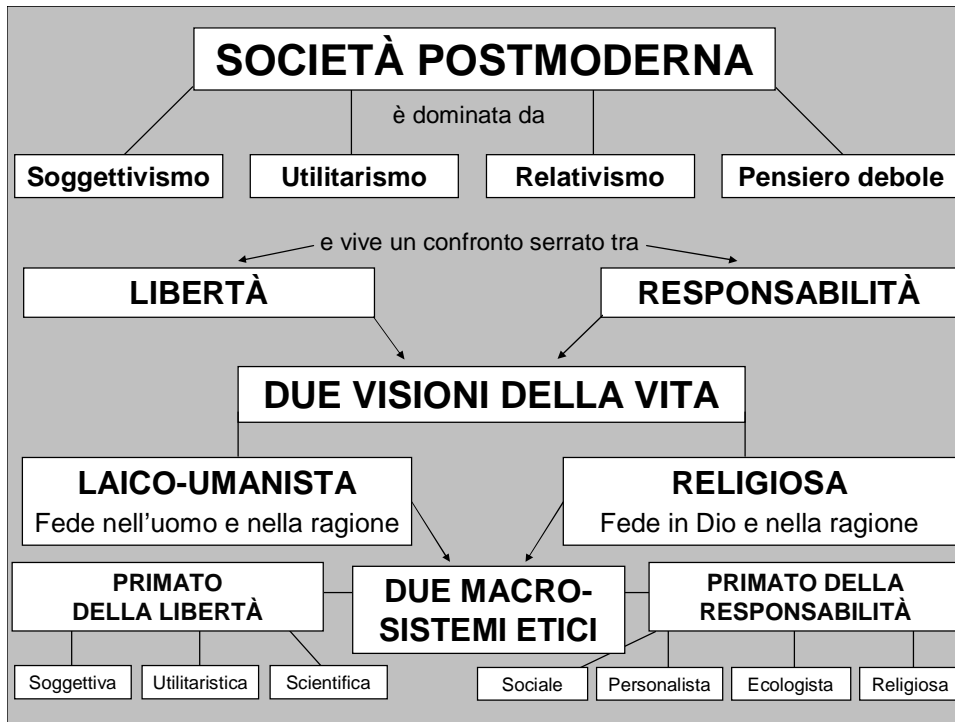 SOCIETÀ POSTMODERNA
è dominata da
Soggettivismo
Utilitarismo
Relativismo
Pensiero debole
e vive un confronto serrato tra
LIBERTÀ
RESPONSABILITÀ
DUE VISIONI DELLA VITA
LAICO-UMANISTA
Fede nell'uomo e nella ragione
RELIGIOSA
Fede in Dio e nella ragione
PRIMATO
DELLA LIBERTÀ
DUE MACRO-
SISTEMI ETICI
PRIMATO DELLA
RESPONSABILITÀ
Soggettiva
Utilitaristica
Scientifica
Sociale
Personalista
Ecologista
Religiosa